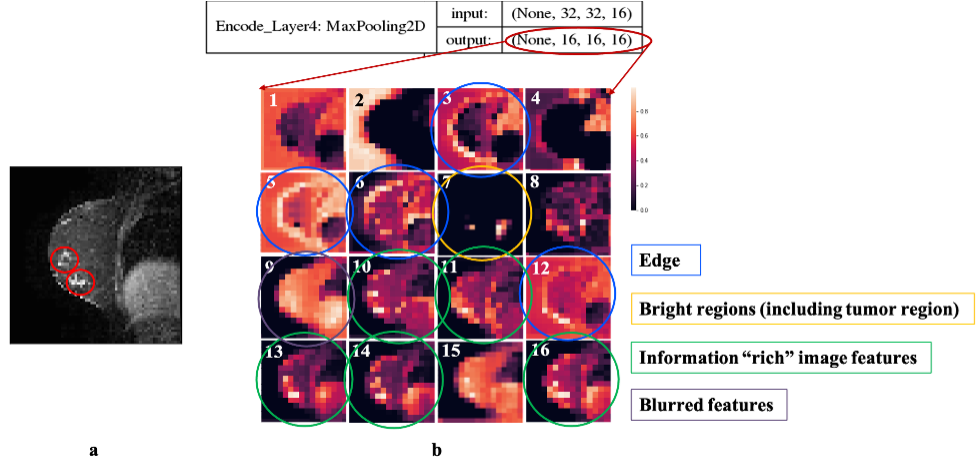 Encode_Layer4: MaxPooling2D
input:
(None, 32, 32, 16)
output:
(None, 16, 16, 16)
1
2
3
4
0.8
0.6
0.4
0.2
0.0
5
6
7
8
Edge
9
10
11
12
Bright regions (including tumor region)
Information “rich” image features
13
14
15
16
Blurred features
a
b